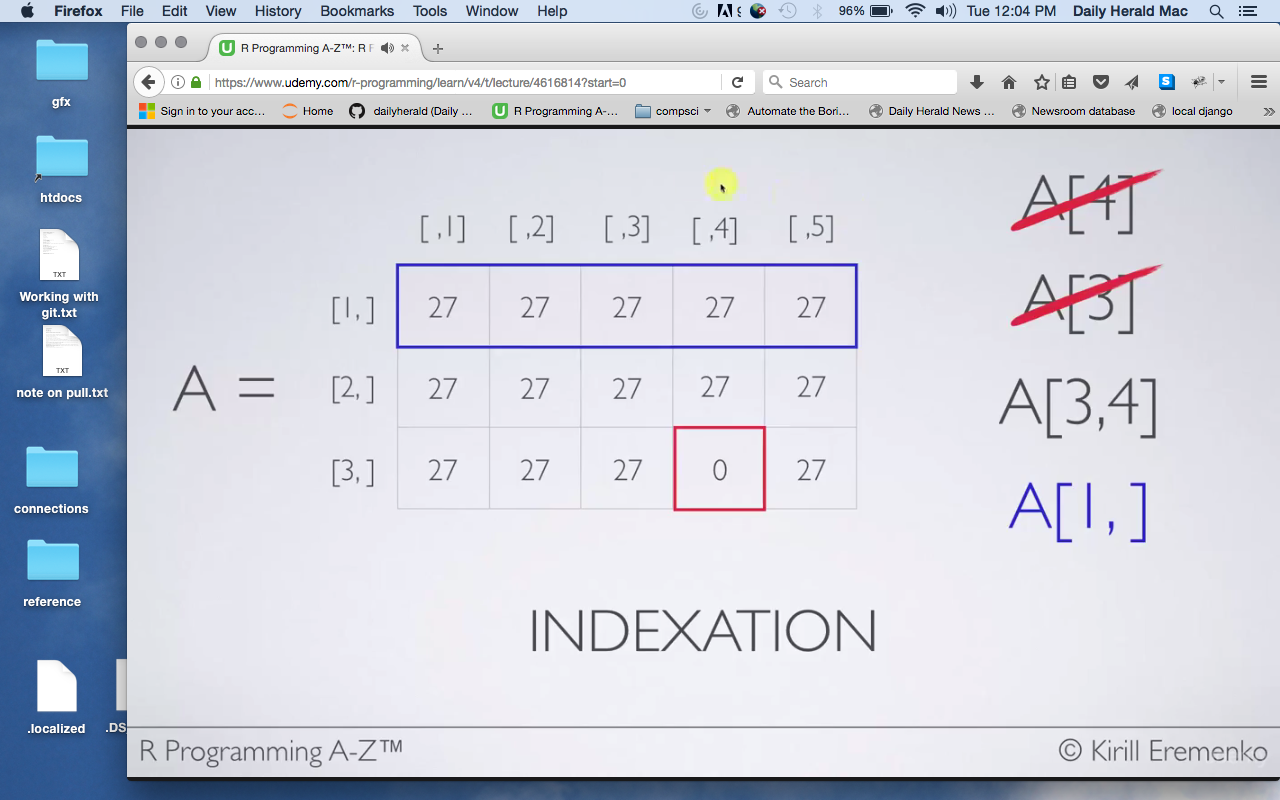 Firefox File Edit View History Bookmarks Tools Window Help 96% Tue 12:04 PM Daily Herald Mac
R Programming A-Z™: R F
https://www.udemy.com/r-programming/learn/v4/t/lecture/4616814?start=0 Search
Sign in to your acc... Home dailyherald (Daily ... R Programming A-... compsci Automate the Bori... Daily Herald News ... Newsroom database local django
gfx
htdocs
TXT
Working with
git.txt
TXT
note on pull.txt
connections
reference
.localized
.DS
[ ,1] [ ,2] [ ,3] [ ,4] [ ,5]
[1, ] 27 27 27 27 27
A = [2, ] 27 27 27 27 27
[3, ] 27 27 27 0 27
A[4]
A[3]
A[3,4]
A[1, ]
INDEXATION
R Programming A-Z™ © Kirill Eremenko